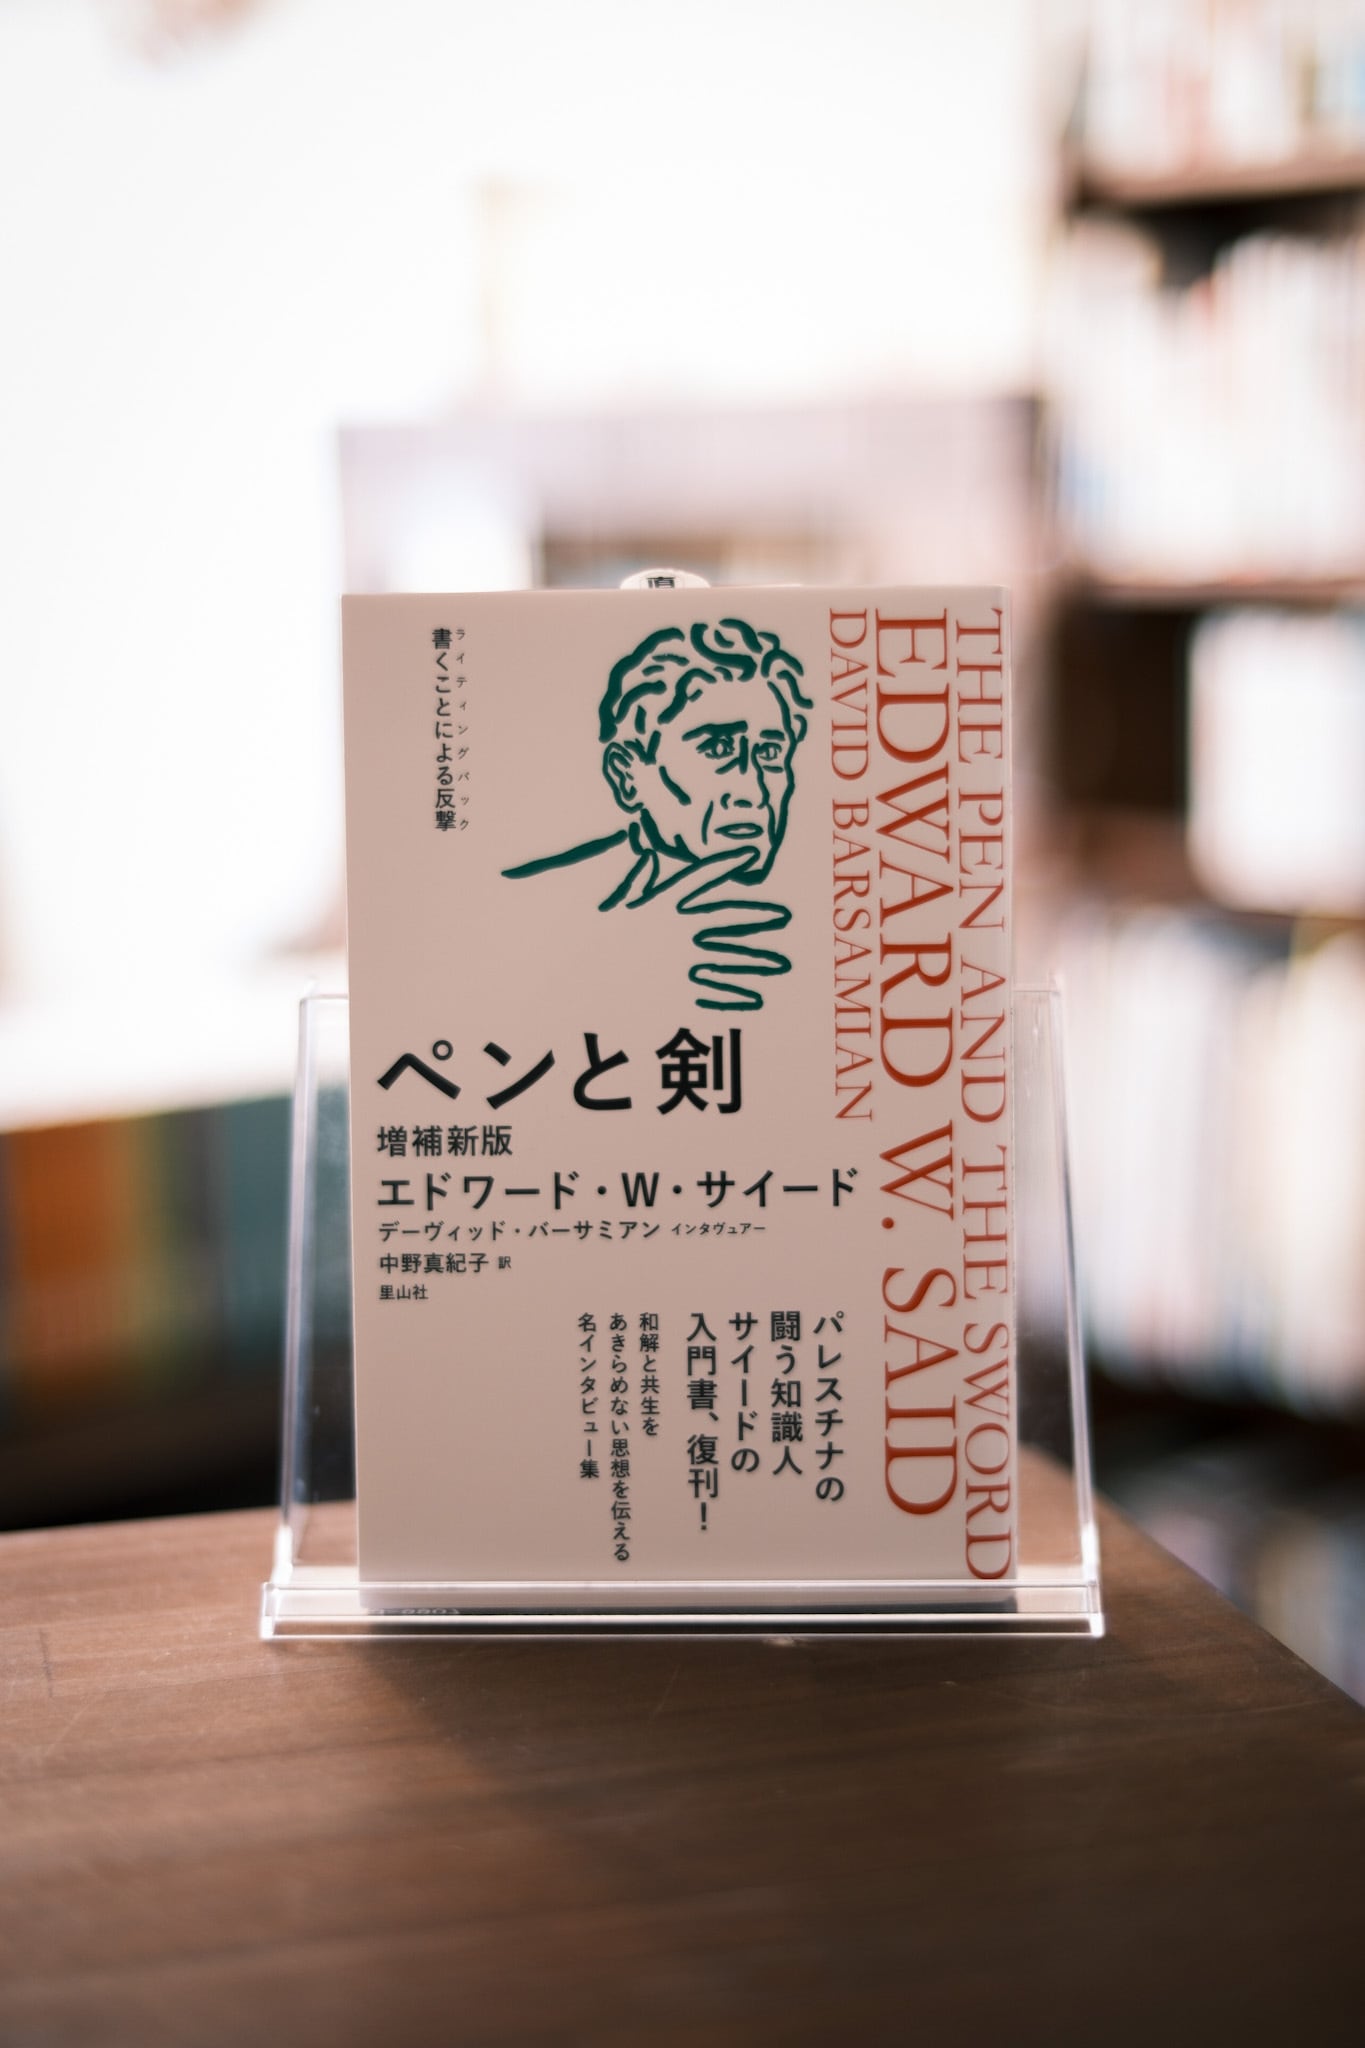 直
THE PEN AND THE SWORD
EDWARD W. SAID
DAVID BARSAMIAN
ライティングバック
書くことによる反撃
ペンと剣
増補新版
エドワード・W・サイード
デーヴィッド・バーサミアン インタヴュアー
中野真紀子 訳
里山社
パレスチナの
闘う知識人
サイードの
入門書、復刊！
和解と共生を
あきらめない思想を伝える
名インタビュー集